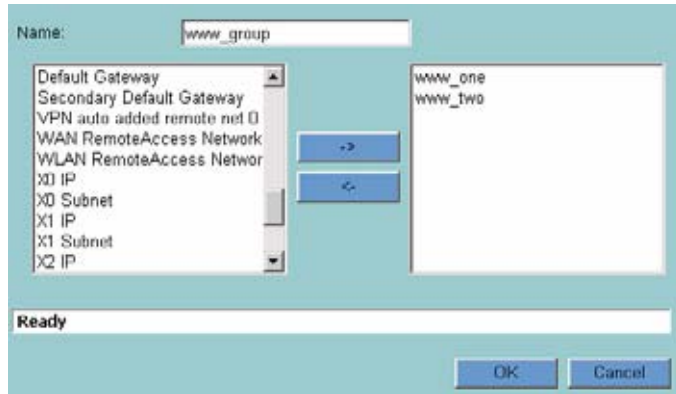 Name: www_group
Default Gateway
Secondary Default Gateway
VPN auto added remote net 0
WAN RemoteAccess Network
WLAN RemoteAccess Networ
X0 IP
X0 Subnet
X1 IP
X1 Subnet
X2 IP
->
<-
www_one
www_two
Ready
OK Cancel